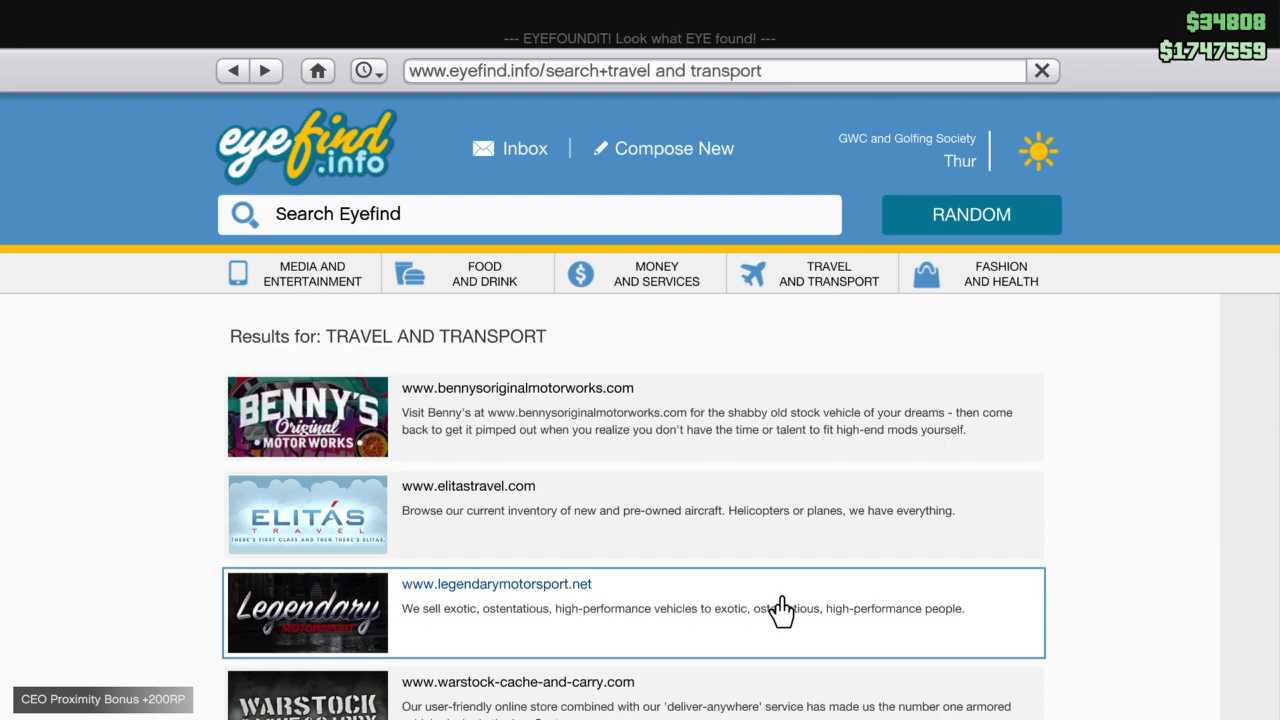 $34808
--- EYEFOUNDIT! Look what EYE found! ---
$1747559
www.eyefind.info/search+travel and transport
eyefind
.info
Inbox
Compose New
GWC and Golfing Society
Thur
Search Eyefind
RANDOM
MEDIA AND
ENTERTAINMENT
FOOD
AND DRINK
MONEY
AND SERVICES
TRAVEL
AND TRANSPORT
FASHION
AND HEALTH
Results for: TRAVEL AND TRANSPORT
BENNY'S
Original
MOTOR WORKS
www.bennysoriginalmotorworks.com
Visit Benny's at www.bennysoriginalmotorworks.com for the shabby old stock vehicle of your dreams - then come
back to get it pimped out when you realize you don't have the time or talent to fit high-end mods yourself.
ELITÁS
TRAVEL
THERE'S FIRST CLASS AND THEN THERE'S ELITAS.
www.elitastravel.com
Browse our current inventory of new and pre-owned aircraft. Helicopters or planes, we have everything.
Legendary
MOTORSPORT
www.legendarymotorsport.net
We sell exotic, ostentatious, high-performance vehicles to exotic, ostentatious, high-performance people.
WARSTOCK
www.warstock-cache-and-carry.com
Our user-friendly online store combined with our 'deliver-anywhere' service has made us the number one armored
CEO Proximity Bonus +200RP